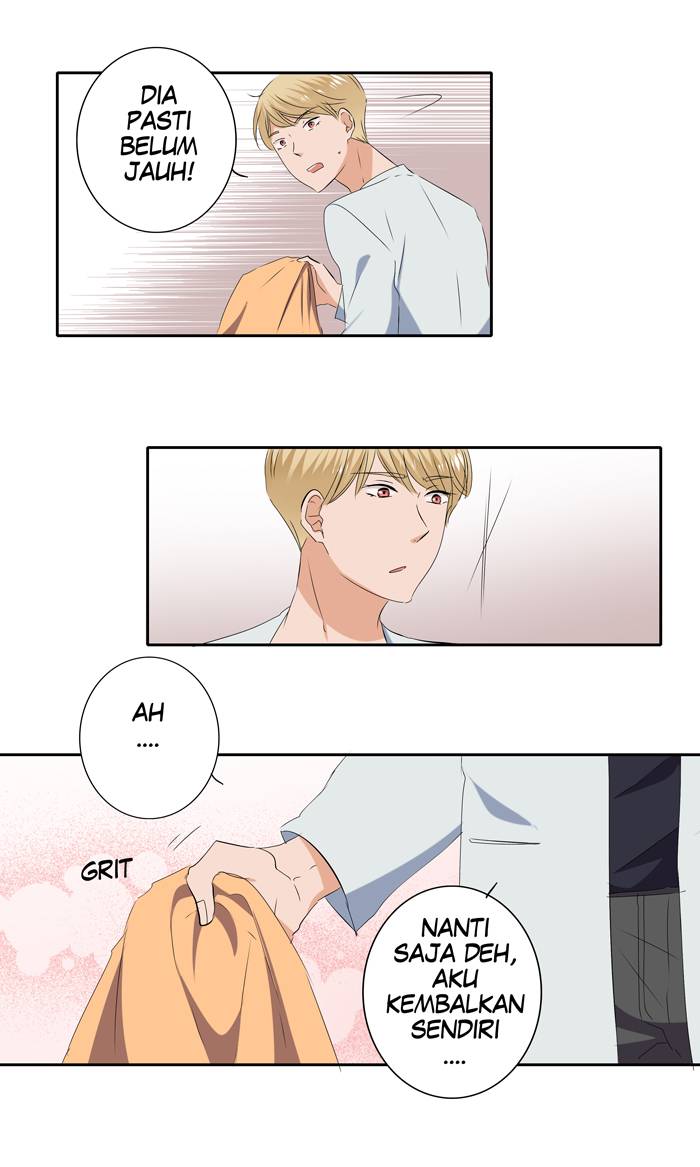 DIA
PASTI
BELUM
JAUH!
AH
....
GRIT
NANTI
SAJA DEH,
AKU
KEMBALKAN
SENDIRI
....